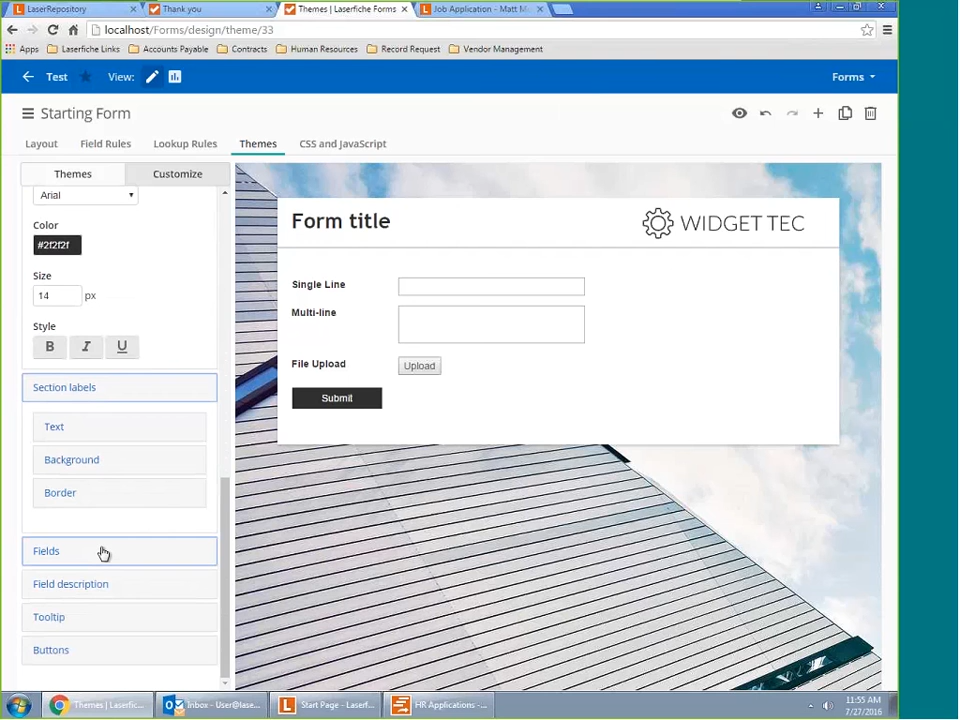 LaserRepository
Thank you
Themes | Laserfiche Forms
Job Application - Matt M
localhost/Forms/design/theme/33
Apps
Laserfiche Links
Accounts Payable
Contracts
Human Resources
Record Request
Vendor Management
Test
View:
Forms
Starting Form
Layout
Field Rules
Lookup Rules
Themes
CSS and JavaScript
Themes
Customize
Arial
Color
#2f2f2f
Size
14
px
Style
B I U
Section labels
Text
Background
Border
Fields
Field description
Tooltip
Buttons
Form title
WIDGET TEC
Single Line
Multi-line
File Upload
Upload
Submit
Themes | Laserfic...
Inbox - User@lase...
Start Page - Laserf...
HR Applications -...
11:55 AM
7/27/2016